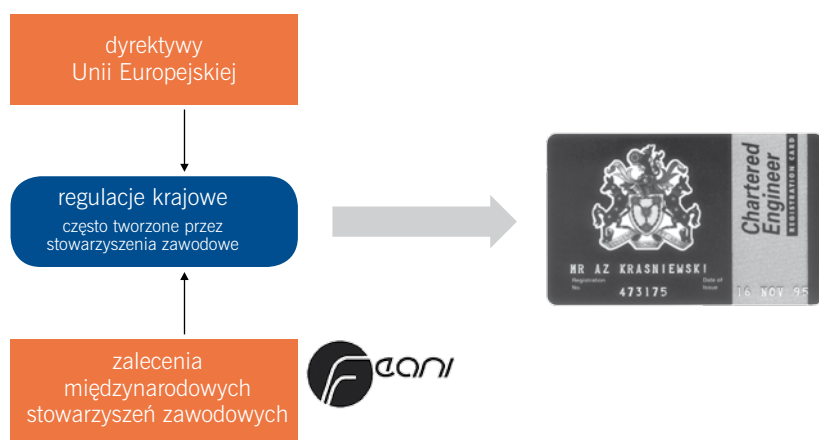 dyrektywy
Unii Europejskiej
regulacje krajowe
często tworzone przez
stowarzyszenia zawodowe
zalecenia
międzynarodowych
stowarzyszeń zawodowych
feani
Chartered
Engineer
REGISTRATION CARD
MR AZ KRASNIEWSKI
Registration
No.
473175
Date of
Issue
16 NOV 95